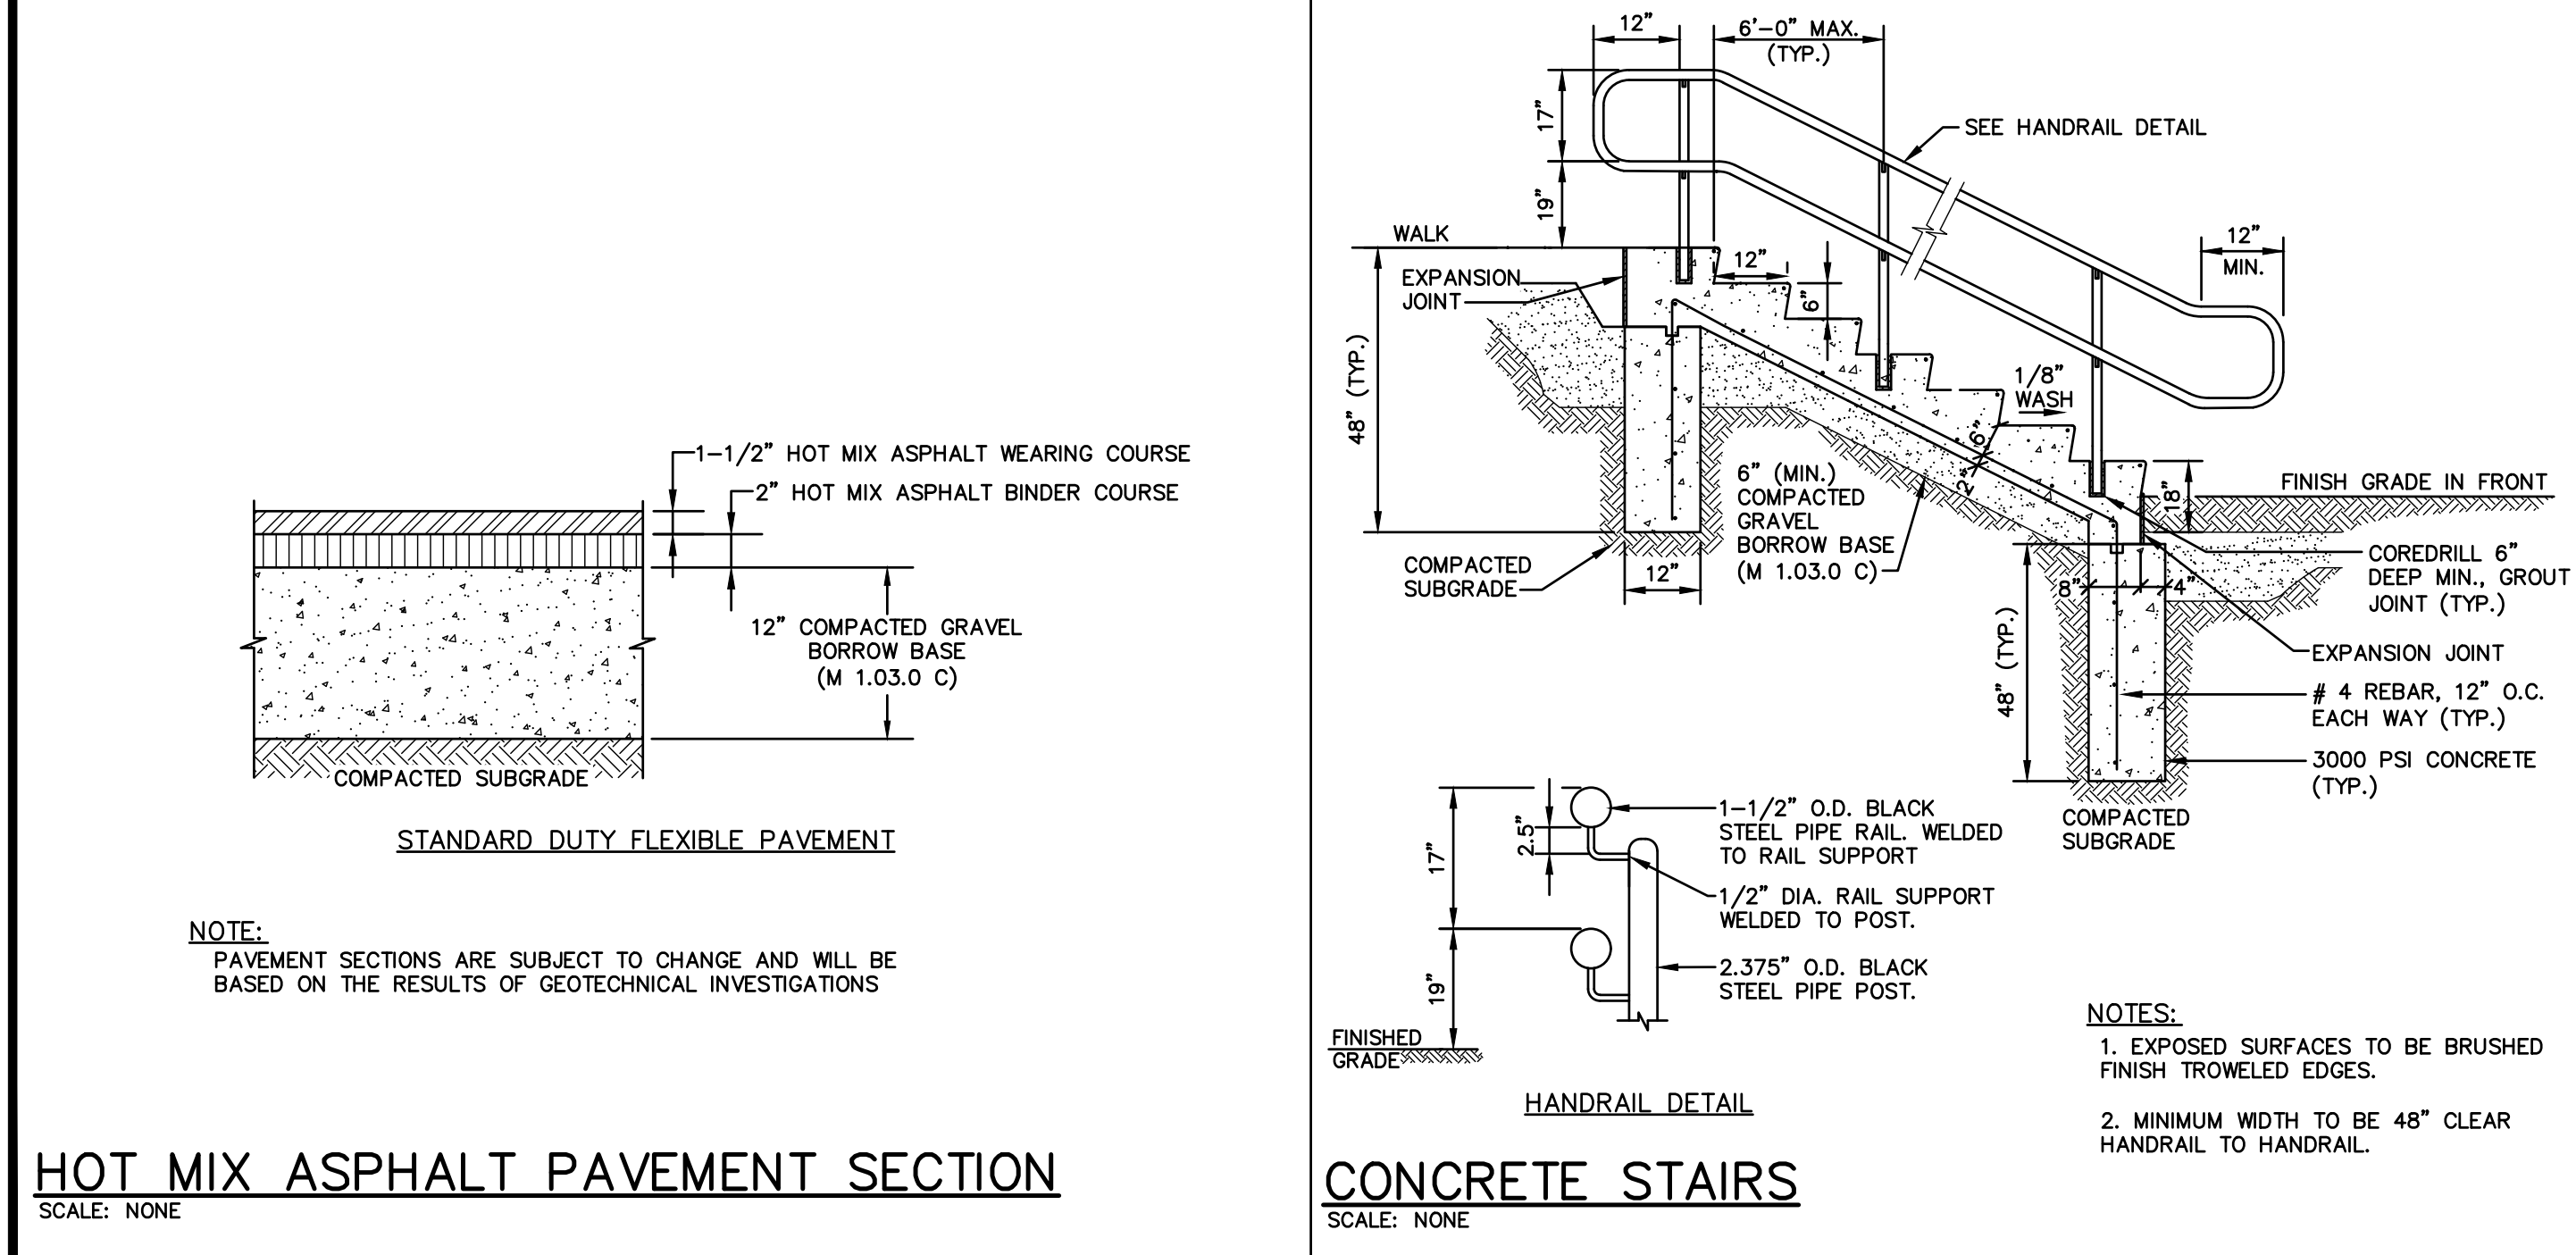 1-1/2" HOT MIX ASPHALT WEARING COURSE
2" HOT MIX ASPHALT BINDER COURSE
12" COMPACTED GRAVEL
BORROW BASE
(M 1.03.0 C)
COMPACTED SUBGRADE
STANDARD DUTY FLEXIBLE PAVEMENT
NOTE:
PAVEMENT SECTIONS ARE SUBJECT TO CHANGE AND WILL BE
BASED ON THE RESULTS OF GEOTECHNICAL INVESTIGATIONS
HOT MIX ASPHALT PAVEMENT SECTION
SCALE: NONE
12"
6'-0" MAX.
(TYP.)
17"
19"
SEE HANDRAIL DETAIL
WALK
EXPANSION
JOINT
12"
6"
12"
MIN.
48" (TYP.)
1/8"
WASH
6"
2"
6" (MIN.)
COMPACTED
GRAVEL
BORROW BASE
(M 1.03.0 C)
COMPACTED
SUBGRADE
12"
18"
FINISH GRADE IN FRONT
COREDRILL 6"
DEEP MIN., GROUT
JOINT (TYP.)
8"
4"
48" (TYP.)
EXPANSION JOINT
# 4 REBAR, 12" O.C.
EACH WAY (TYP.)
3000 PSI CONCRETE
(TYP.)
COMPACTED
SUBGRADE
17"
2.5"
19"
1-1/2" O.D. BLACK
STEEL PIPE RAIL. WELDED
TO RAIL SUPPORT
1/2" DIA. RAIL SUPPORT
WELDED TO POST.
2.375" O.D. BLACK
STEEL PIPE POST.
FINISHED
GRADE
HANDRAIL DETAIL
NOTES:
1. EXPOSED SURFACES TO BE BRUSHED
FINISH TROWELED EDGES.
2. MINIMUM WIDTH TO BE 48" CLEAR
HANDRAIL TO HANDRAIL.
CONCRETE STAIRS
SCALE: NONE